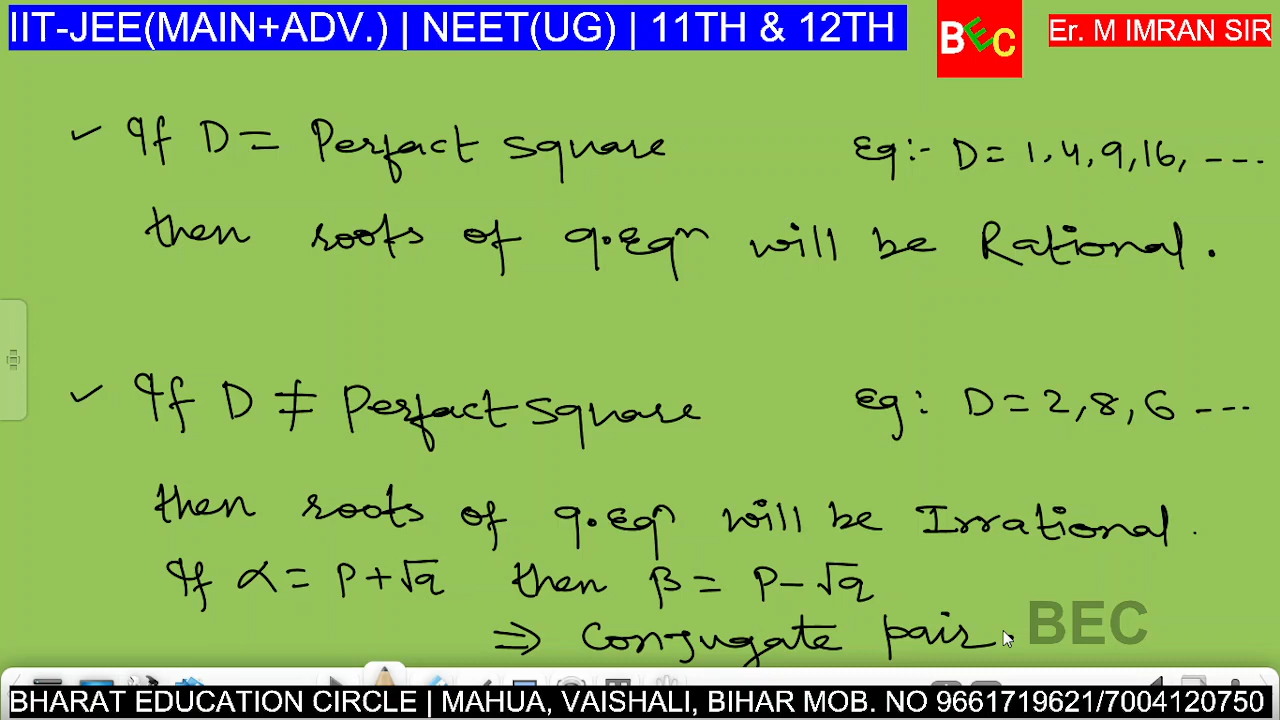 IIT-JEE(MAIN+ADV.) | NEET(UG) | 11TH & 12TH
BEC
Er. M IMRAN SIR
✓ If D = Perfact square Eg:- D = 1, 4, 9, 16, ----
then roots of q.Eqⁿ will be Rational.
✓ If D ≠ Perfact square Eg: D = 2, 8, 6 ---
then roots of q.Eqⁿ will be Irrational.
If α = P + √q then β = P - √q
⇒ Conjugate pair.
BEC
BHARAT EDUCATION CIRCLE | MAHUA, VAISHALI, BIHAR MOB. NO 9661719621/7004120750